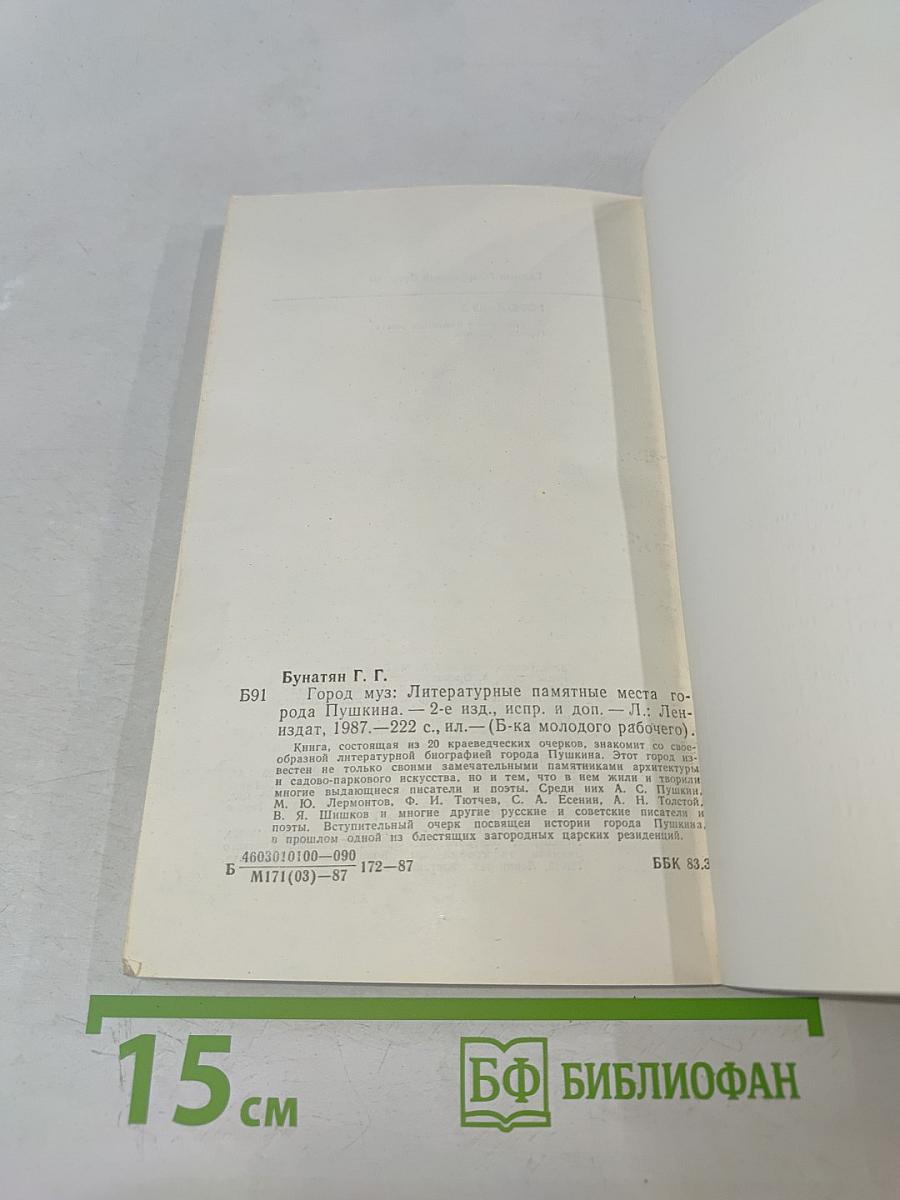 Бунатян Г. Г.
Б91 Город муз: Литературные памятные места го-
рода Пушкина. — 2-е изд., испр. и доп. — Л.: Лен-
издат, 1987.—222 с., ил.— (Б-ка молодого рабочего).
Книга, состоящая из 20 краеведческих очерков, знакомит со свое-
образной литературной биографией города Пушкина. Этот город из-
вестен не только своими замечательными памятниками архитектуры
и садово-паркового искусства, но и тем, что в нем жили и творили
многие выдающиеся писатели и поэты. Среди них А. С. Пушкин,
М. Ю. Лермонтов, Ф. И. Тютчев, С. А. Есенин, А. Н. Толстой,
В. Я. Шишков и многие другие русские и советские писатели и
поэты. Вступительный очерк посвящен истории города Пушкина,
в прошлом одной из блестящих загородных царских резиденций.
Б 4603010100—090
М171(03)—87 172—87
ББК 83.3
15 см
БФ БИБЛИОФАН